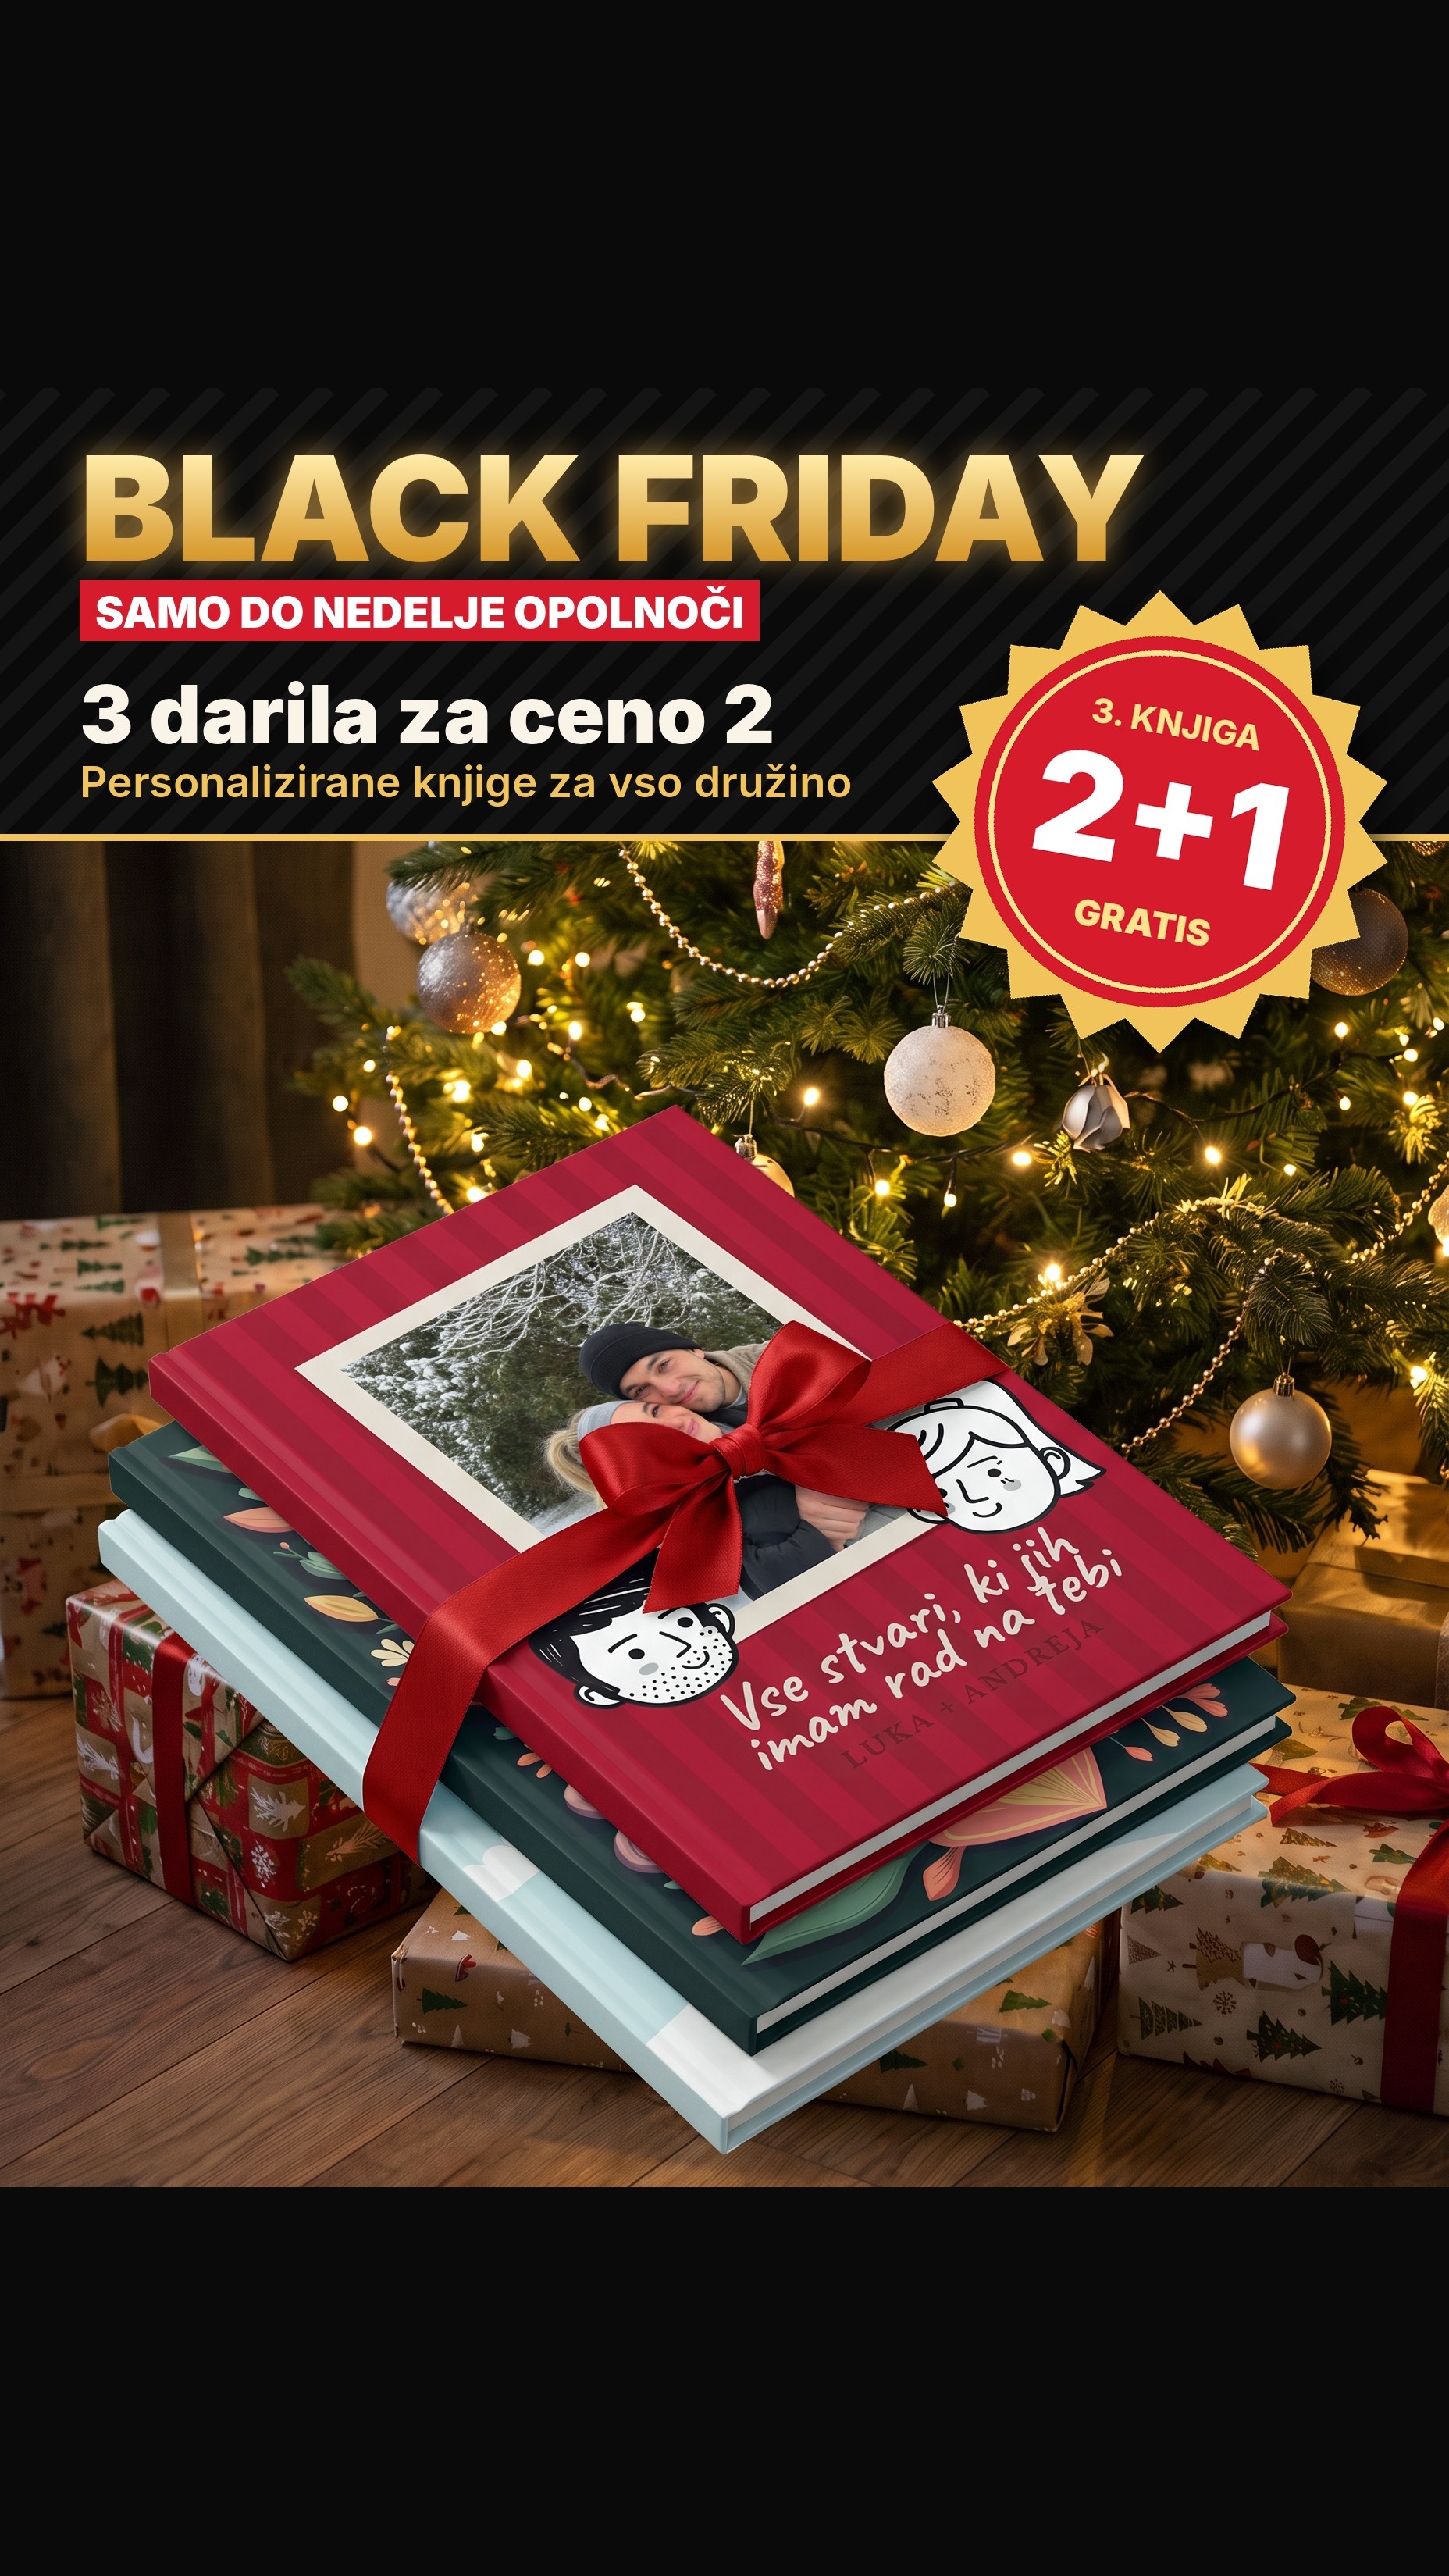 BLACK FRIDAY
SAMO DO NEDELJE OPOLNOČI
3 darila za ceno 2
Personalizirane knjige za vso družino
3. KNJIGA
2+1
GRATIS
Vse stvari, ki jih
imam rad na tebi
LUKA + ANDREJA